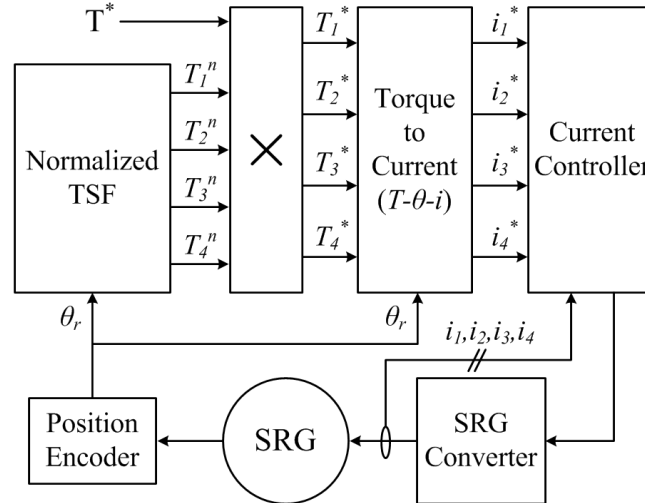 T*
Normalized
TSF
T₁ⁿ
T₂ⁿ
T₃ⁿ
T₄ⁿ
×
T₁*
T₂*
T₃*
T₄*
Torque
to
Current
(T-θ-i)
i₁*
i₂*
i₃*
i₄*
Current
Controller
θᵣ
θᵣ
i₁,i₂,i₃,i₄
Position
Encoder
SRG
SRG
Converter